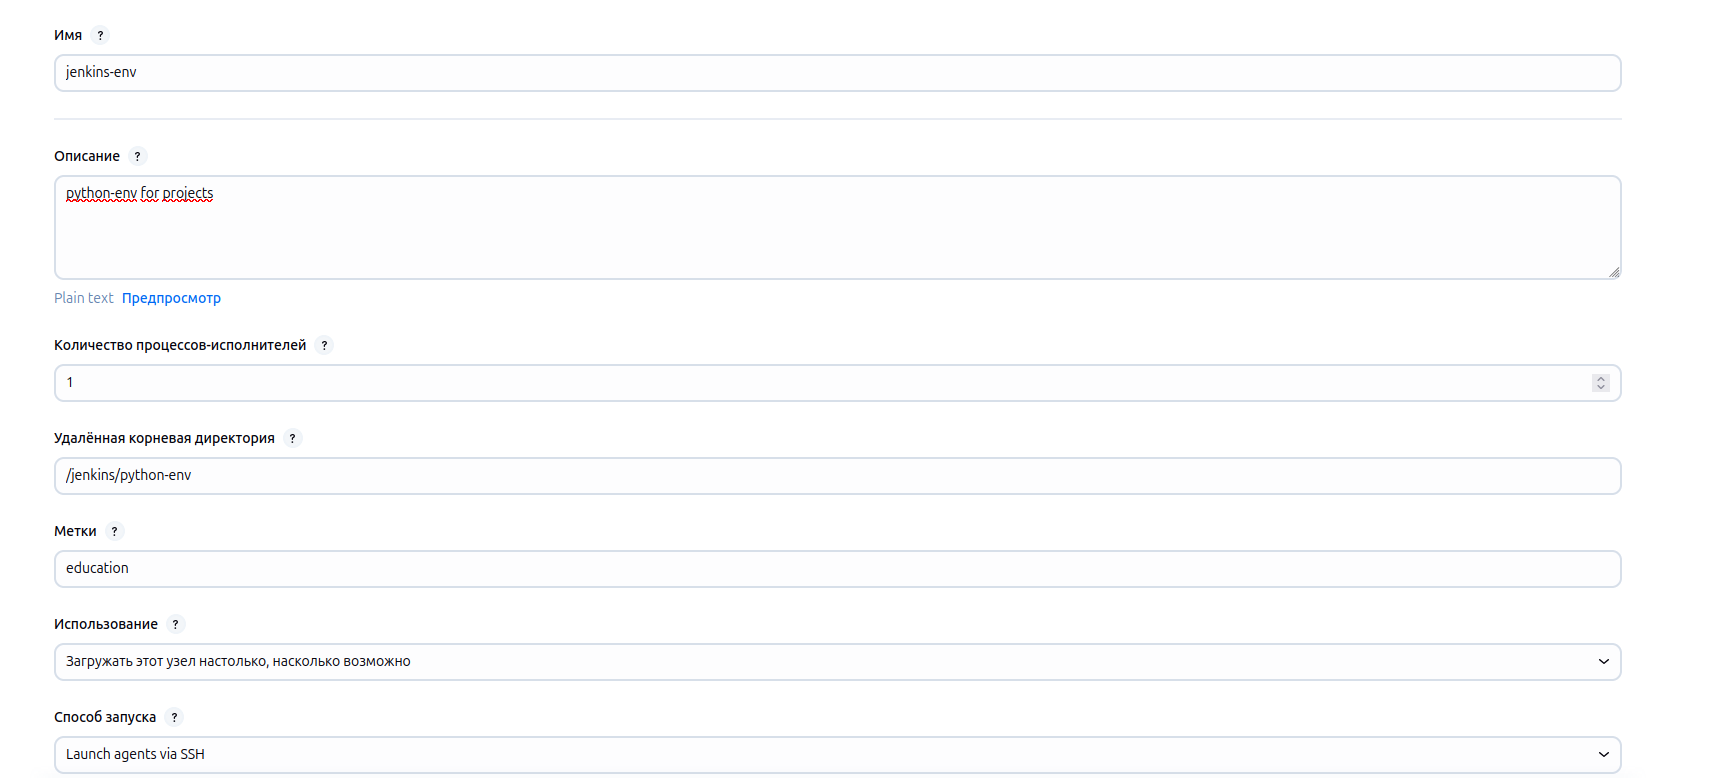 Имя ?
jenkins-env
Описание ?
python-env for projects
Plain text Предпросмотр
Количество процессов-исполнителей ?
1
Удалённая корневая директория ?
/jenkins/python-env
Метки ?
education
Использование ?
Загружать этот узел настолько, насколько возможно
Способ запуска ?
Launch agents via SSH